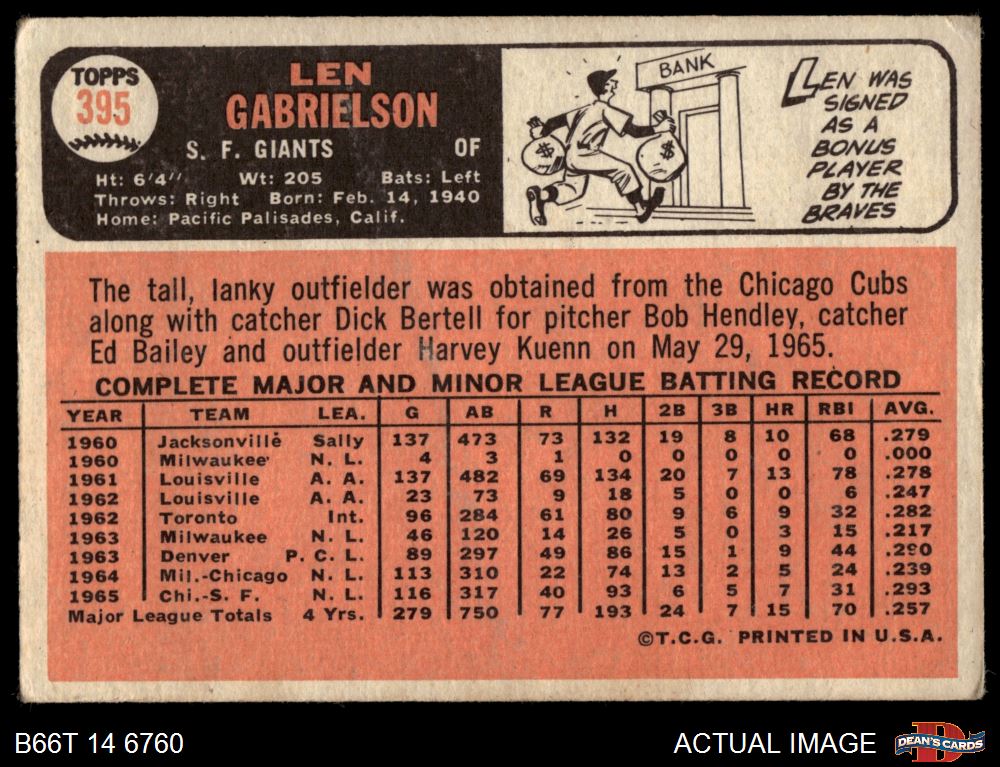 TOPPS
395
LEN
GABRIELSON
S. F. GIANTS OF
Ht: 6'4" Wt: 205 Bats: Left
Throws: Right Born: Feb. 14, 1940
Home: Pacific Palisades, Calif.
BANK
$ $
LEN WAS
SIGNED
AS A
BONUS
PLAYER
BY THE
BRAVES
The tall, lanky outfielder was obtained from the Chicago Cubs
along with catcher Dick Bertell for pitcher Bob Hendley, catcher
Ed Bailey and outfielder Harvey Kuenn on May 29, 1965.
COMPLETE MAJOR AND MINOR LEAGUE BATTING RECORD
YEAR TEAM LEA. G AB R H 2B 3B HR RBI AVG.
1960 Jacksonville Sally 137 473 73 132 19 8 10 68 .279
1960 Milwaukee N. L. 4 3 1 0 0 0 0 0 .000
1961 Louisville A. A. 137 482 69 134 20 7 13 78 .278
1962 Louisville A. A. 23 73 9 18 5 0 0 6 .247
1962 Toronto Int. 96 284 61 80 9 6 9 32 .282
1963 Milwaukee N. L. 46 120 14 26 5 0 3 15 .217
1963 Denver P. C. L. 89 297 49 86 15 1 9 44 .290
1964 Mil.-Chicago N. L. 113 310 22 74 13 2 5 24 .239
1965 Chi.-S. F. N. L. 116 317 40 93 6 5 7 31 .293
Major League Totals 4 Yrs. 279 750 77 193 24 7 15 70 .257
©T.C.G. PRINTED IN U.S.A.
B66T 14 6760
ACTUAL IMAGE
D
DEAN'S CARDS